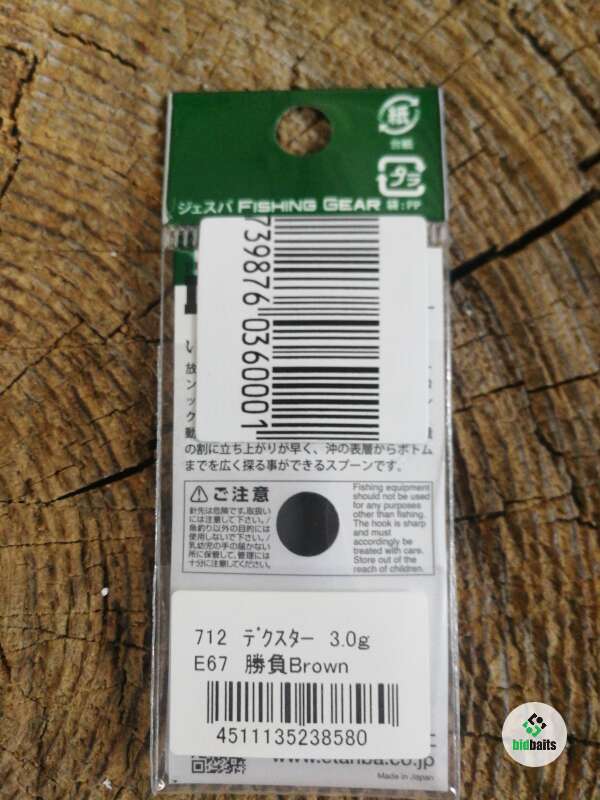 紙
台紙
プラ
ジェスパ FISHING GEAR 袋:PP
739876 036000 1
の割に立ち上がりが早く、沖の表層からボトム
までを広く探る事ができるスプーンです。
ご注意
針先は危険です。取扱い
には注意して下さい。/
魚釣り以外の目的には
使用しないで下さい。/
乳幼児の手の届かない
所に保管して、管理には
十分に注意してください。
Fishing equipment
should not be used
for any purposes
other than fishing.
The hook is sharp
and must
accordingly be
treated with care.
Store out of the
reach of children.
712 デクスター 3.0g
E67 勝負Brown
4511135238580
Made in Japan
bidbaits